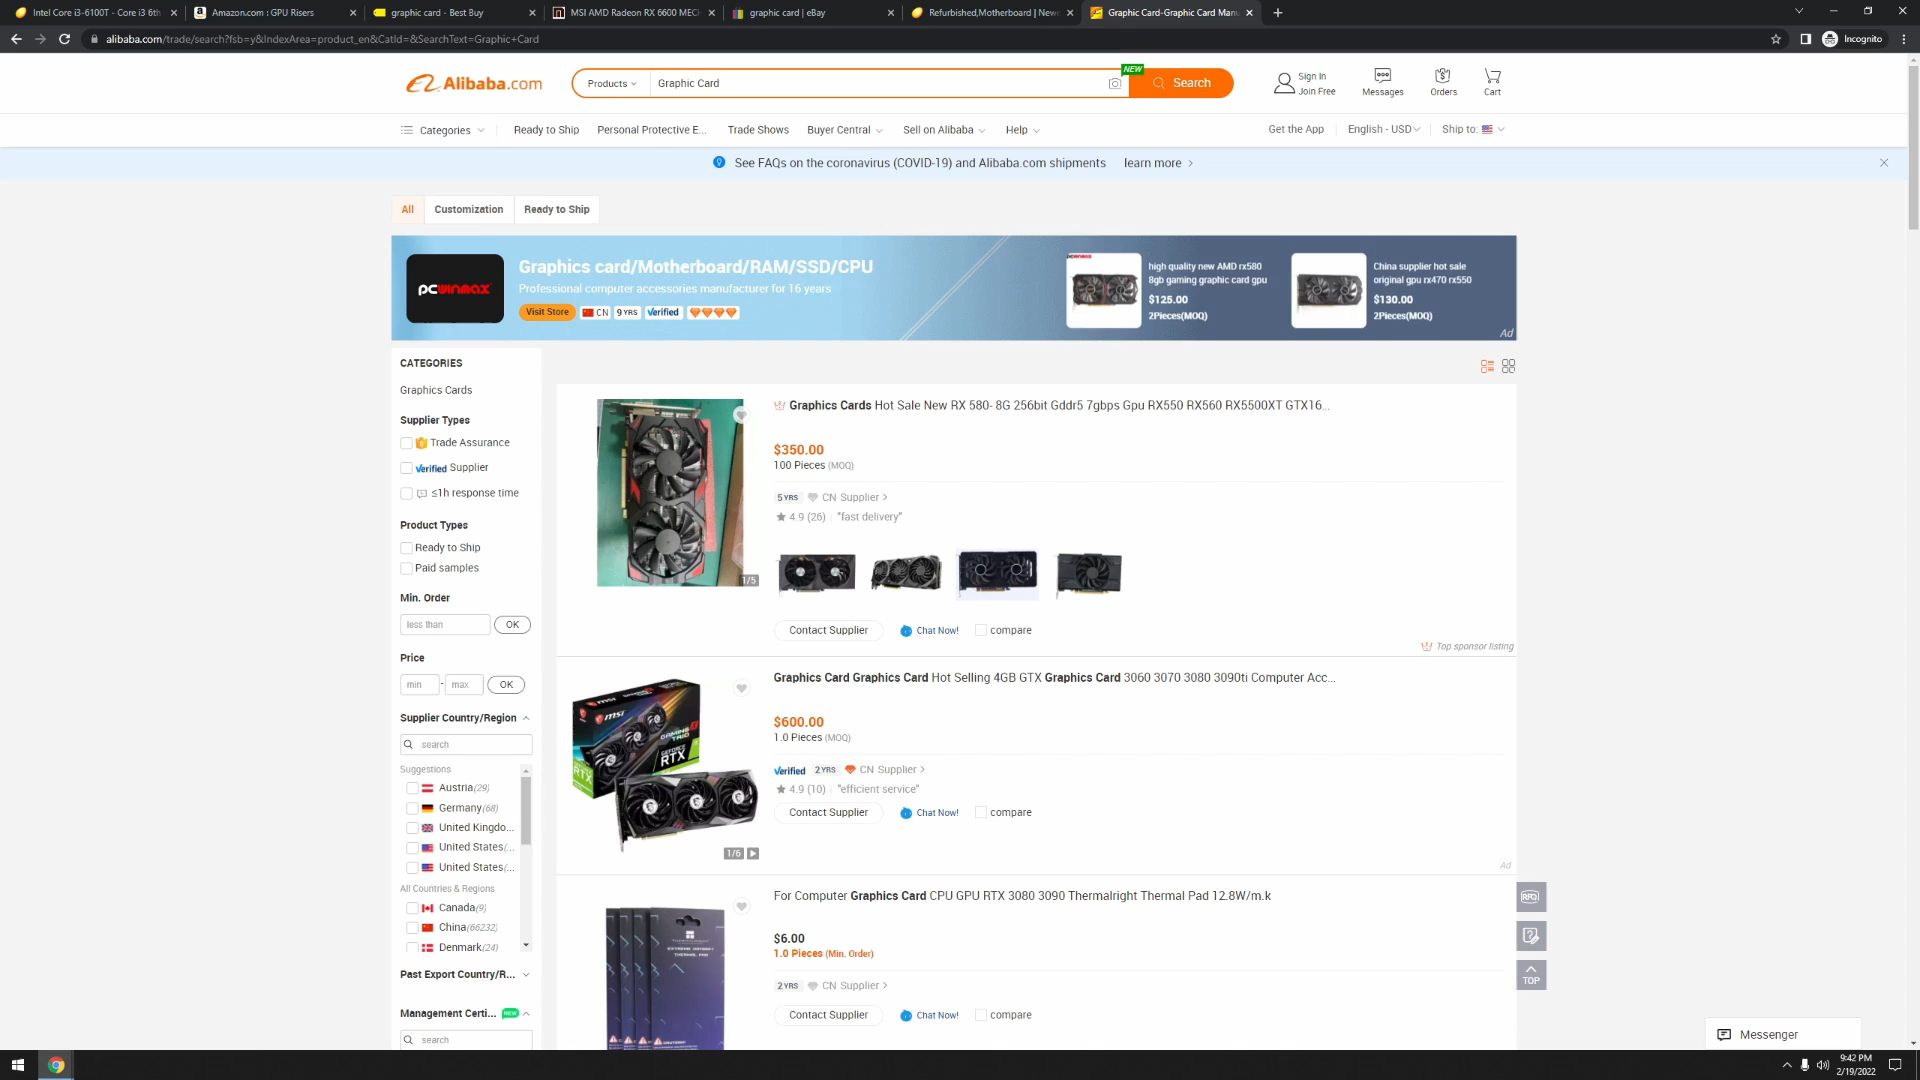 Intel Core i3-6100T - Core i3 6th
Amazon.com : GPU Risers
graphic card - Best Buy
MSI AMD Radeon RX 6600 MECH
graphic card | eBay
Refurbished,Motherboard | Newe
Graphic Card-Graphic Card Manu
alibaba.com/trade/search?fsb=y&IndexArea=product_en&CatId=&SearchText=Graphic+Card
Incognito
Alibaba.com
Products
Graphic Card
NEW
Search
Sign In
Join Free
Messages
Orders
Cart
Categories
Ready to Ship
Personal Protective E...
Trade Shows
Buyer Central
Sell on Alibaba
Help
Get the App
English - USD
Ship to:
See FAQs on the coronavirus (COVID-19) and Alibaba.com shipments
learn more
All
Customization
Ready to Ship
PCWINMAX
Graphics card/Motherboard/RAM/SSD/CPU
Professional computer accessories manufacturer for 16 years
Visit Store
CN
9 YRS
Verified
PCWINMAX
high quality new AMD rx580
8gb gaming graphic card gpu
$125.00
2Pieces(MOQ)
China supplier hot sale
original gpu rx470 rx550
$130.00
2Pieces(MOQ)
Ad
CATEGORIES
Graphics Cards
Supplier Types
Trade Assurance
Verified Supplier
≤1h response time
Product Types
Ready to Ship
Paid samples
Min. Order
less than
OK
Price
min
-
max
OK
Supplier Country/Region
search
Suggestions
Austria(29)
Germany(68)
United Kingdo...
United States(...
United States(...
All Countries & Regions
Canada(9)
China(66232)
Denmark(24)
Past Export Country/R...
Management Certi...
NEW
search
Graphics Cards Hot Sale New RX 580- 8G 256bit Gddr5 7gbps Gpu RX550 RX560 RX5500XT GTX16...
$350.00
100 Pieces (MOQ)
5 YRS
CN Supplier >
4.9 (26)
"fast delivery"
1/5
Contact Supplier
Chat Now!
compare
Top sponsor listing
Graphics Card Graphics Card Hot Selling 4GB GTX Graphics Card 3060 3070 3080 3090ti Computer Acc...
$600.00
1.0 Pieces (MOQ)
Verified
2 YRS
CN Supplier >
4.9 (10)
"efficient service"
Contact Supplier
Chat Now!
compare
msi
GAMING
TRIO
GEFORCE
RTX
RTX
1/6
Ad
For Computer Graphics Card CPU GPU RTX 3080 3090 Thermalright Thermal Pad 12.8W/m.k
$6.00
1.0 Pieces (Min. Order)
2 YRS
CN Supplier >
Contact Supplier
Chat Now!
compare
RFQ
TOP
Messenger
9:42 PM
2/19/2022